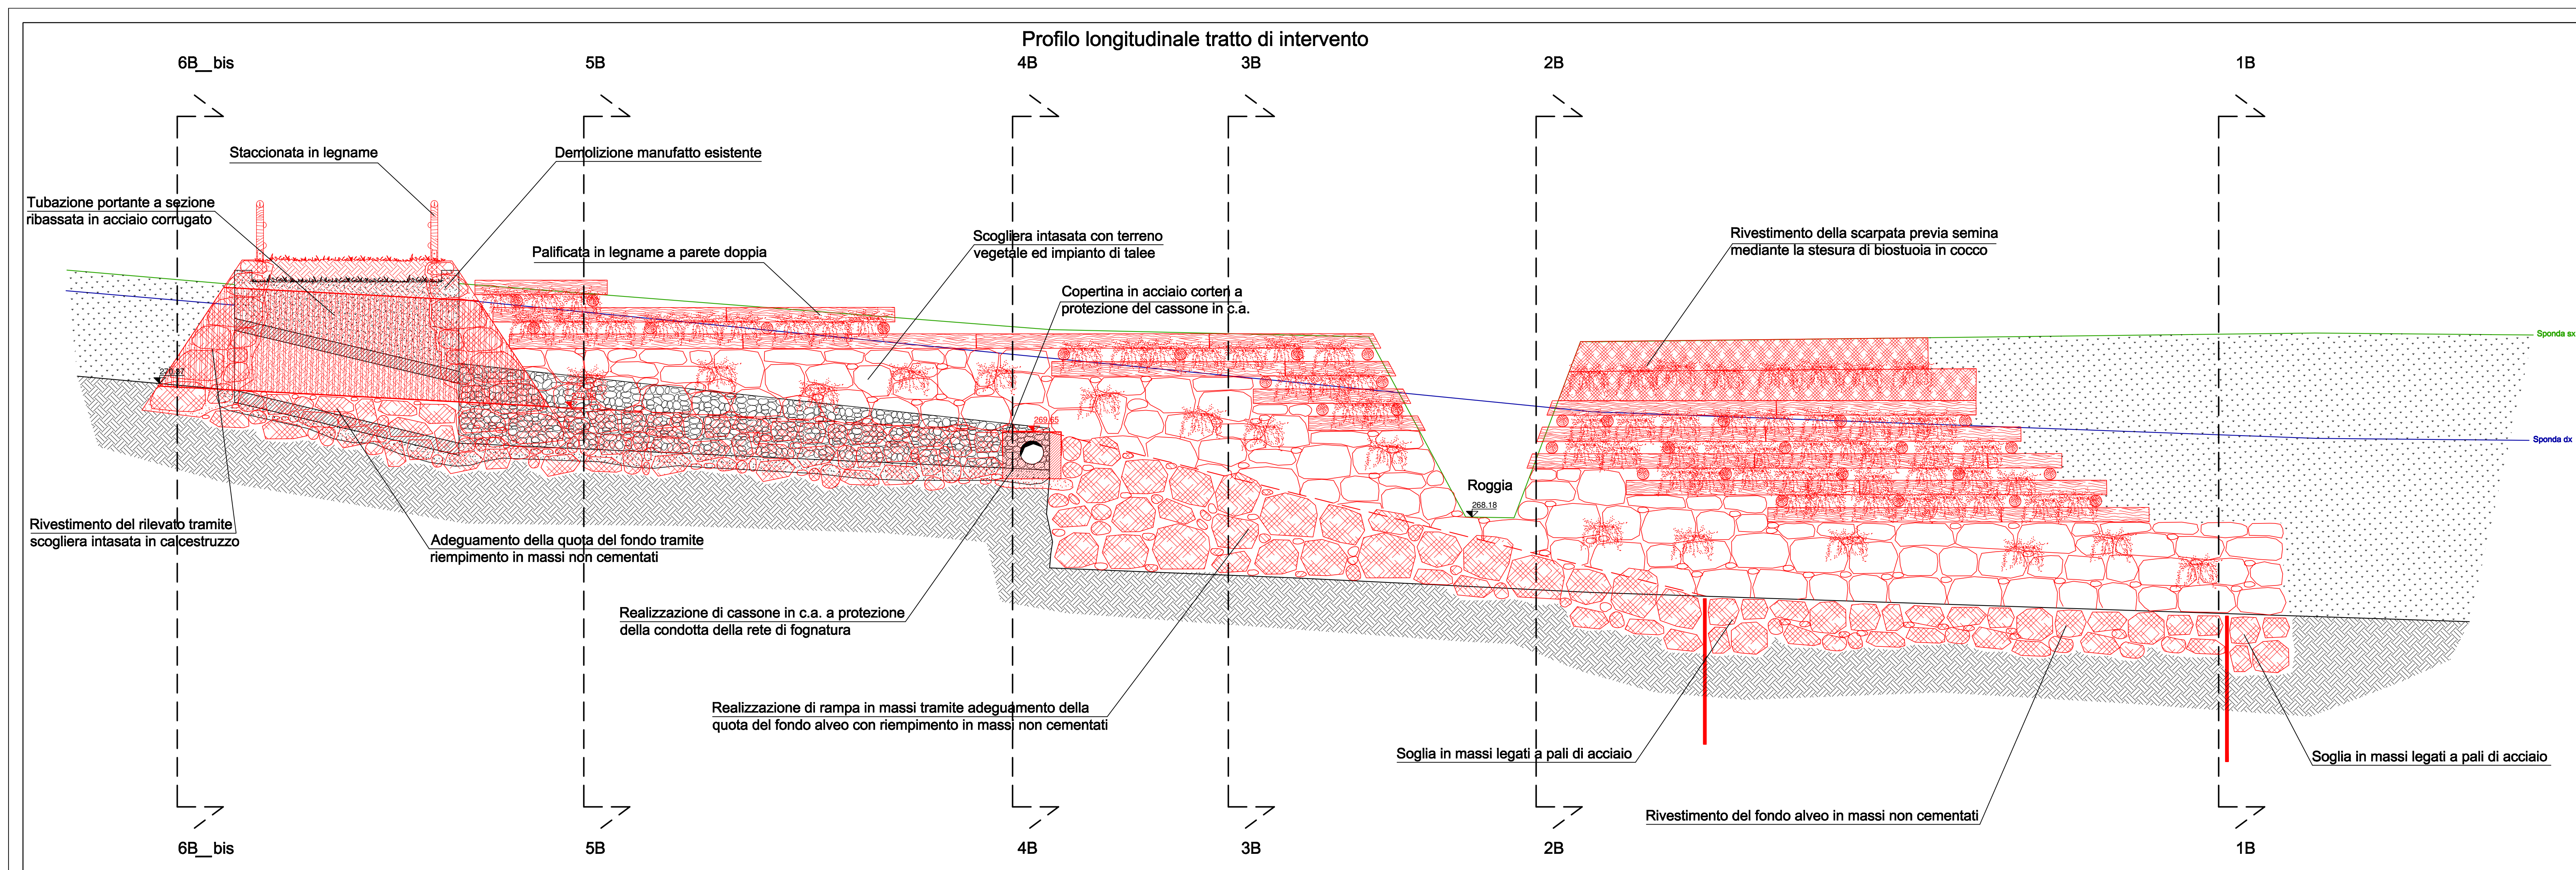 Profilo longitudinale tratto di intervento
6B__bis
5B
4B
3B
2B
1B
Staccionata in legname
Demolizione manufatto esistente
Tubazione portante a sezione
ribassata in acciaio corrugato
Palificata in legname a parete doppia
Scogliera intasata con terreno
vegetale ed impianto di talee
Rivestimento della scarpata previa semina
mediante la stesura di biostuoia in cocco
Copertina in acciaio corten a
protezione del cassone in c.a.
Sponda sx
Sponda dx
269.65
Roggia
268.18
Rivestimento del rilevato tramite
scogliera intasata in calcestruzzo
Adeguamento della quota del fondo tramite
riempimento in massi non cementati
Realizzazione di cassone in c.a. a protezione
della condotta della rete di fognatura
Realizzazione di rampa in massi tramite adeguamento della
quota del fondo alveo con riempimento in massi non cementati
Soglia in massi legati a pali di acciaio
Soglia in massi legati a pali di acciaio
Rivestimento del fondo alveo in massi non cementati
6B__bis
5B
4B
3B
2B
1B